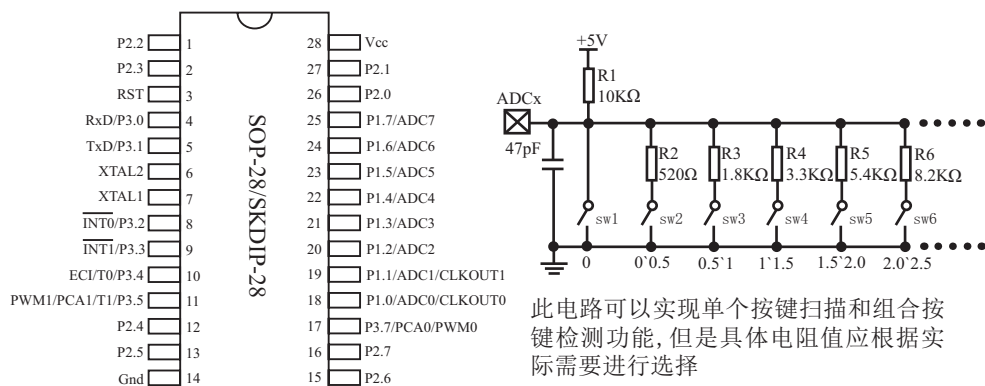 P2.2 1
P2.3 2
RST 3
RxD/P3.0 4
TxD/P3.1 5
XTAL2 6
XTAL1 7
INT0/P3.2 8
INT1/P3.3 9
ECI/T0/P3.4 10
PWM1/PCA1/T1/P3.5 11
P2.4 12
P2.5 13
Gnd 14
SOP-28/SKDIP-28
28 Vcc
27 P2.1
26 P2.0
25 P1.7/ADC7
24 P1.6/ADC6
23 P1.5/ADC5
22 P1.4/ADC4
21 P1.3/ADC3
20 P1.2/ADC2
19 P1.1/ADC1/CLKOUT1
18 P1.0/ADC0/CLKOUT0
17 P3.7/PCA0/PWM0
16 P2.7
15 P2.6
+5V
R1
10KΩ
ADCx
47pF
R2
520Ω
R3
1.8KΩ
R4
3.3KΩ
R5
5.4KΩ
R6
8.2KΩ
sw1 sw2 sw3 sw4 sw5 sw6
0 0`0.5 0.5`1 1`1.5 1.5`2.0 2.0`2.5
此电路可以实现单个按键扫描和组合按
键检测功能,但是具体电阻值应根据实
际需要进行选择